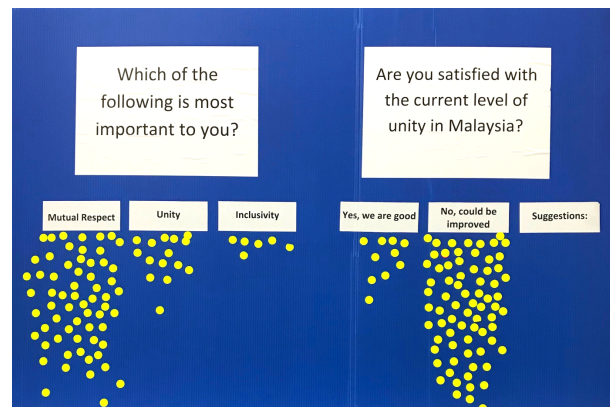 Which of the
following is most
important to you?
Are you satisfied with
the current level of
unity in Malaysia?
Mutual Respect
Unity
Inclusivity
Yes, we are good
No, could be
improved
Suggestions: